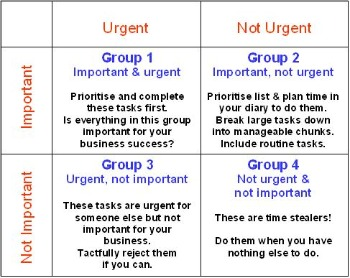 Urgent
Not Urgent
Important
Group 1
Important & urgent
Prioritise and complete
these tasks first.
Is everything in this group
important for your
business success?
Group 2
Important, not urgent
Prioritise list & plan time in
your diary to do them.
Break large tasks down
into manageable chunks.
Include routine tasks.
Not Important
Group 3
Urgent, not important
These tasks are urgent for
someone else but not
important for your
business.
Tactfully reject them
if you can.
Group 4
Not urgent &
not important
These are time stealers!
Do them when you have
nothing else to do.